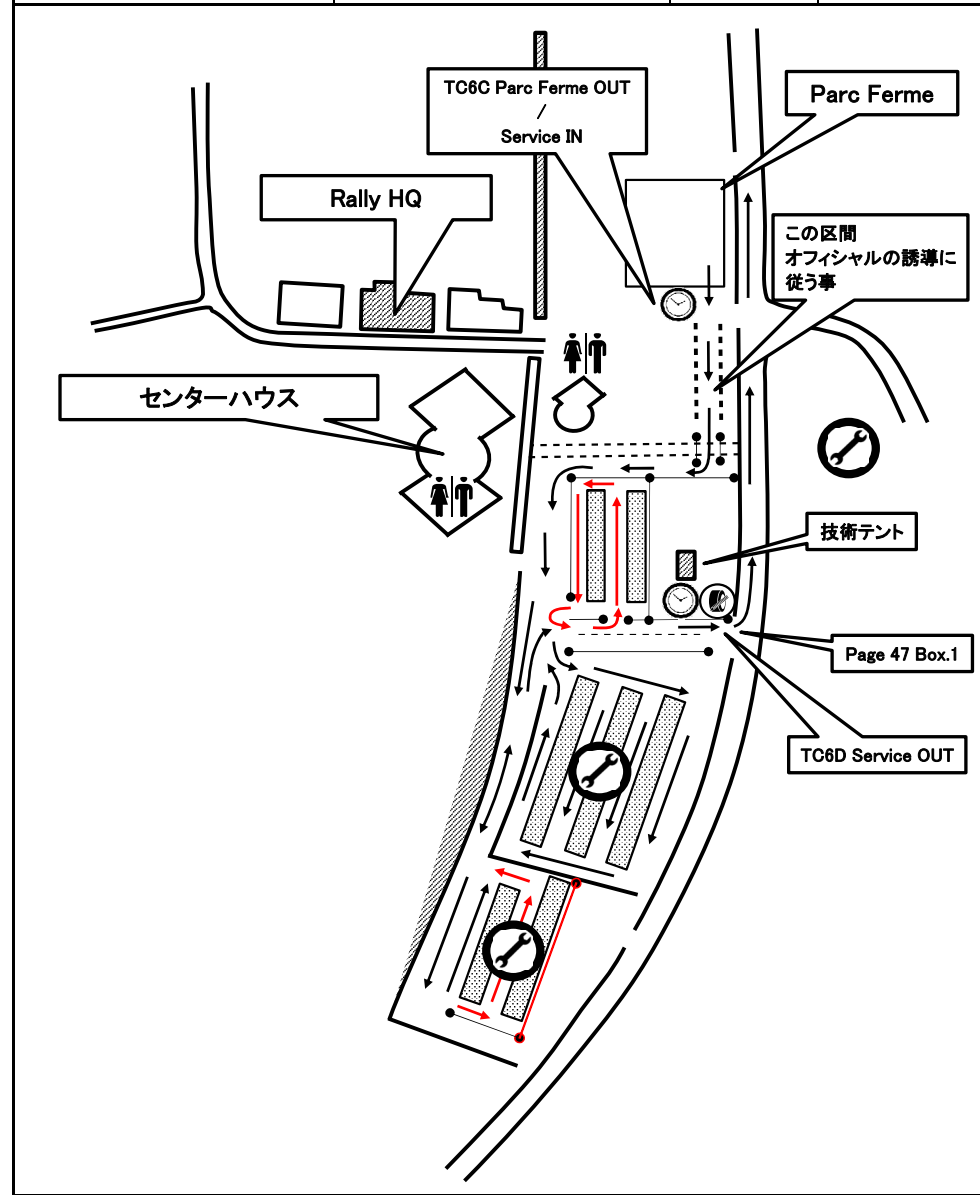 TC6C Parc Ferme OUT
/
Service IN
Parc Ferme
Rally HQ
この区間
オフィシャルの誘導に
従う事
センターハウス
技術テント
Page 47 Box.1
TC6D Service OUT